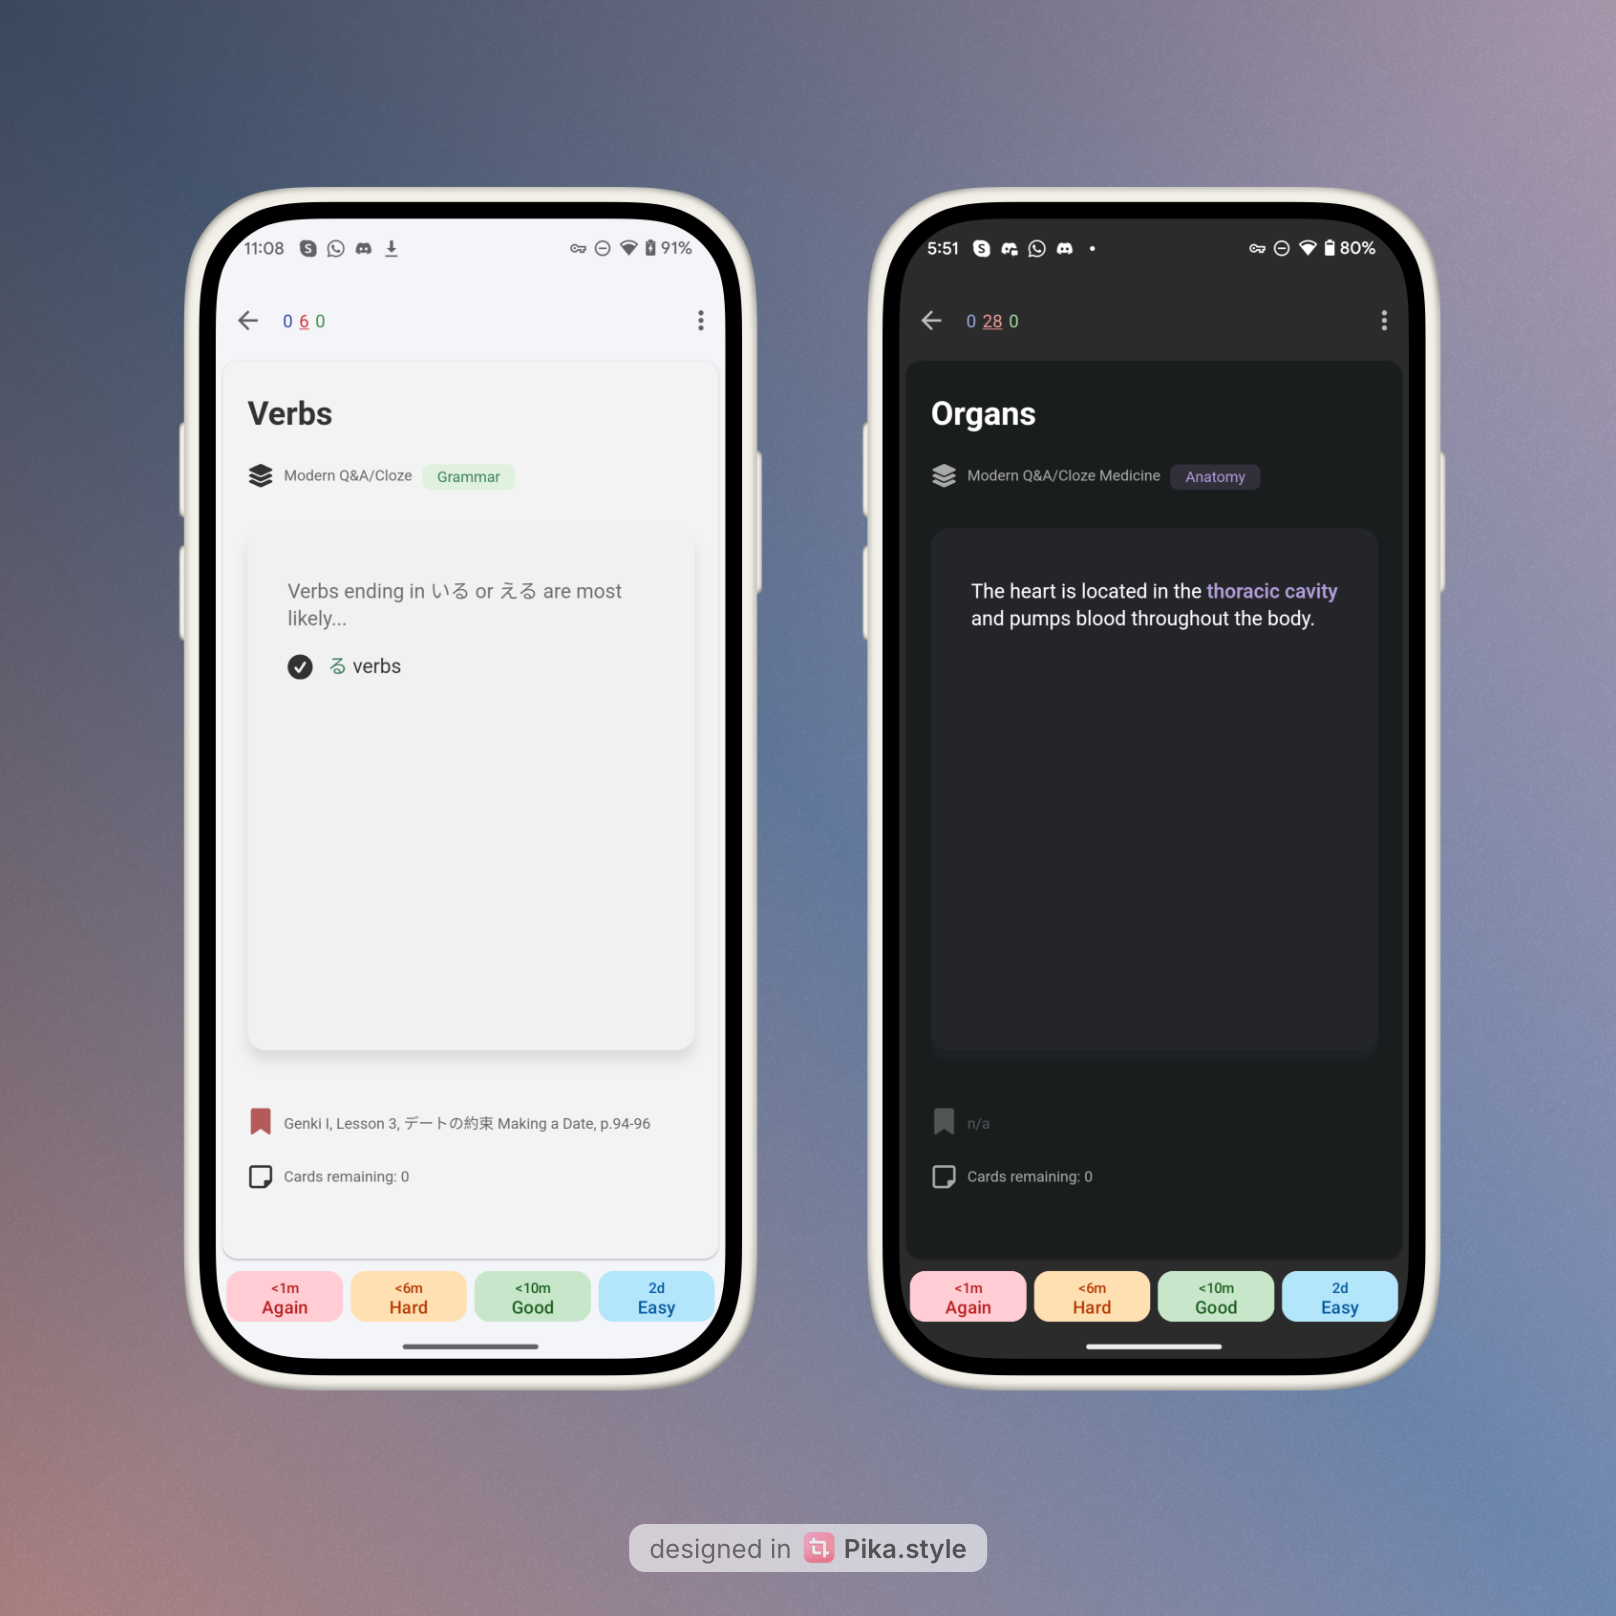 11:08 91%
0 6 0
Verbs
Modern Q&A/Cloze Grammar
Verbs ending in いる or える are most
likely...
る verbs
Genki I, Lesson 3, デートの約束 Making a Date, p.94-96
Cards remaining: 0
<1m <6m <10m 2d
Again Hard Good Easy
5:51 80%
0 28 0
Organs
Modern Q&A/Cloze Medicine Anatomy
The heart is located in the thoracic cavity
and pumps blood throughout the body.
n/a
Cards remaining: 0
<1m <6m <10m 2d
Again Hard Good Easy
designed in Pika.style